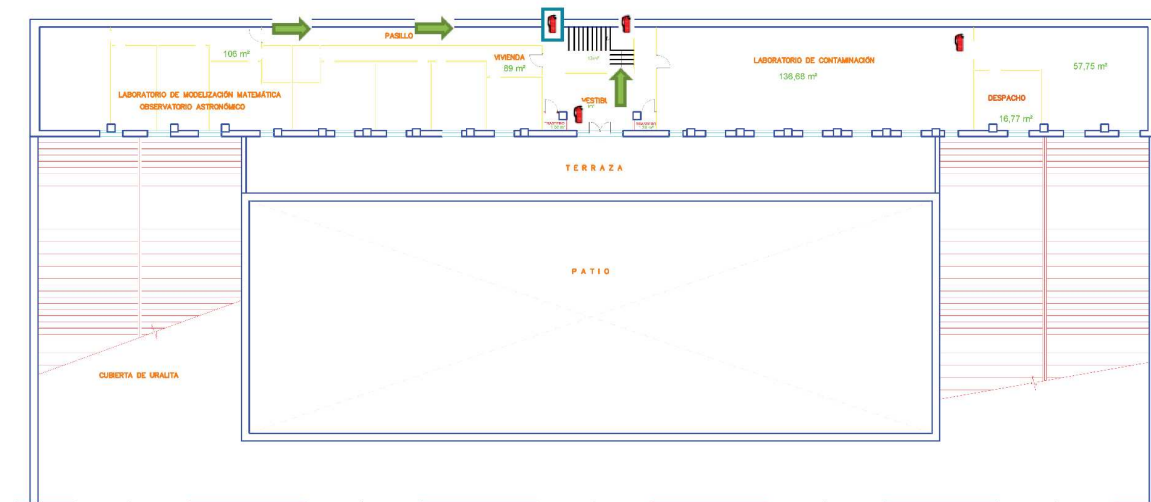 PASILLO
106 m²
VIVIENDA
89 m²
LABORATORIO DE CONTAMINACIÓN
136,68 m²
57,75 m²
LABORATORIO DE MODELIZACIÓN MATEMÁTICA
OBSERVATORIO ASTRONÓMICO
VESTIBU
DESPACHO
16,77 m²
TERRAZA
PATIO
CUBIERTA DE URALITA